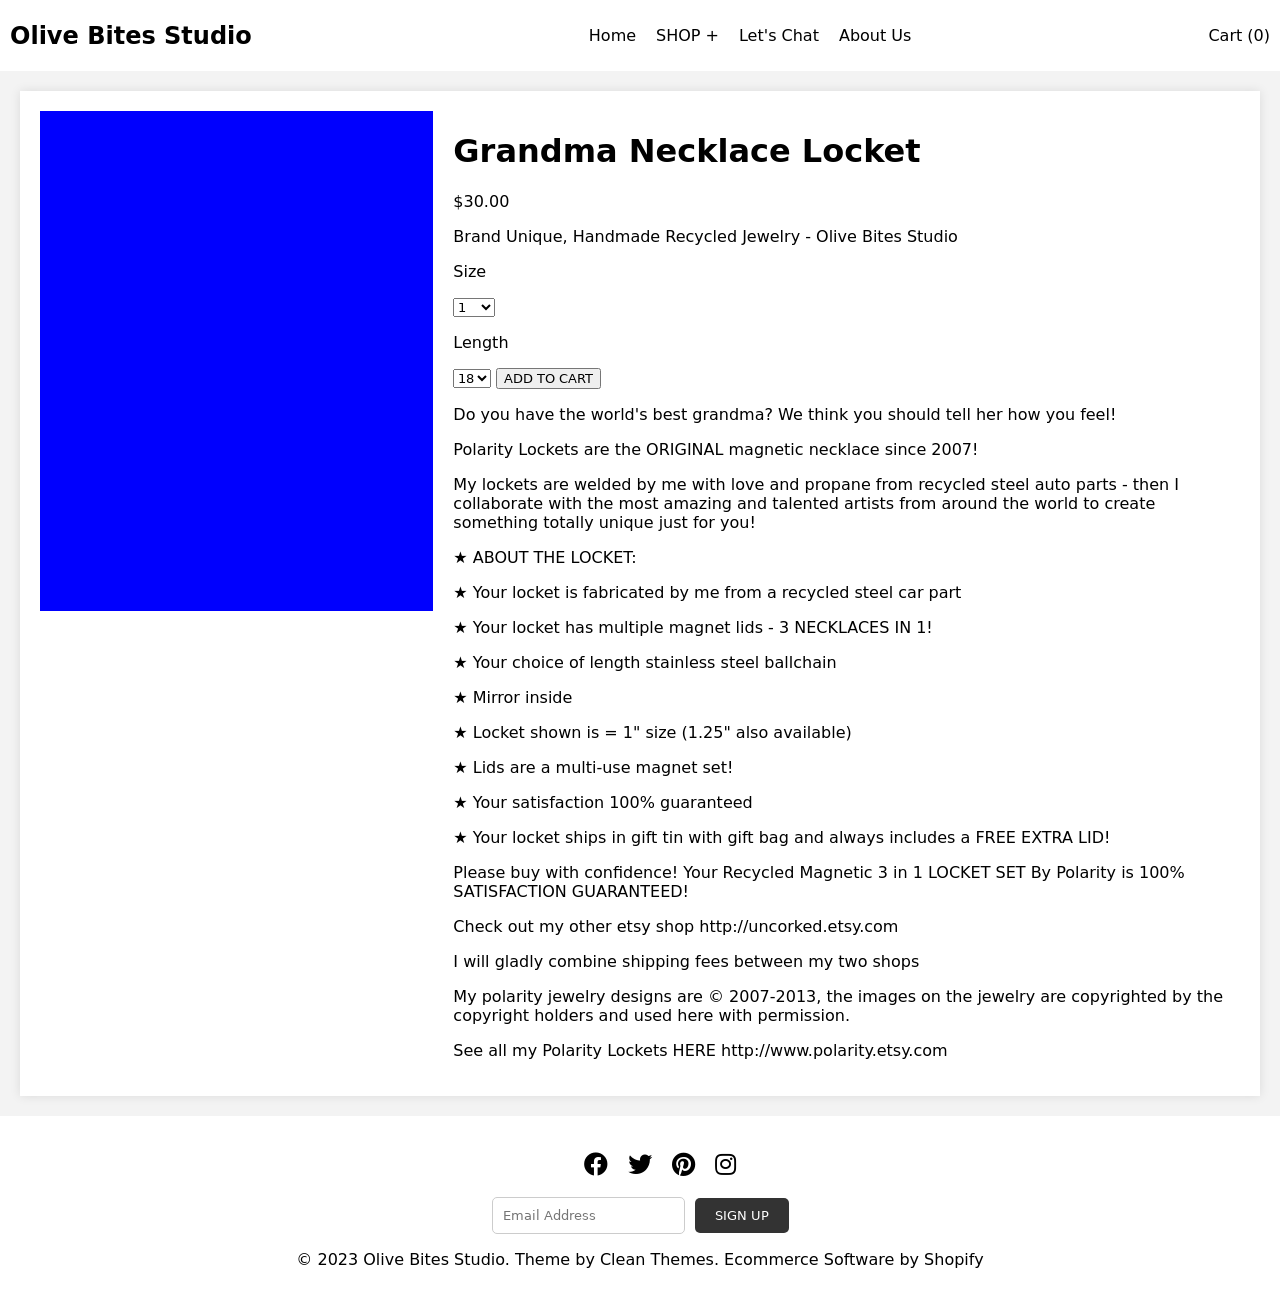 Olive Bites Studio
Home SHOP + Let's Chat About Us
Cart (0)
Grandma Necklace Locket
$30.00
Brand Unique, Handmade Recycled Jewelry - Olive Bites Studio
Size
1
Length
18 ADD TO CART
Do you have the world's best grandma? We think you should tell her how you feel!
Polarity Lockets are the ORIGINAL magnetic necklace since 2007!
My lockets are welded by me with love and propane from recycled steel auto parts - then I
collaborate with the most amazing and talented artists from around the world to create
something totally unique just for you!
★ ABOUT THE LOCKET:
★ Your locket is fabricated by me from a recycled steel car part
★ Your locket has multiple magnet lids - 3 NECKLACES IN 1!
★ Your choice of length stainless steel ballchain
★ Mirror inside
★ Locket shown is = 1" size (1.25" also available)
★ Lids are a multi-use magnet set!
★ Your satisfaction 100% guaranteed
★ Your locket ships in gift tin with gift bag and always includes a FREE EXTRA LID!
Please buy with confidence! Your Recycled Magnetic 3 in 1 LOCKET SET By Polarity is 100%
SATISFACTION GUARANTEED!
Check out my other etsy shop http://uncorked.etsy.com
I will gladly combine shipping fees between my two shops
My polarity jewelry designs are © 2007-2013, the images on the jewelry are copyrighted by the
copyright holders and used here with permission.
See all my Polarity Lockets HERE http://www.polarity.etsy.com
Email Address SIGN UP
© 2023 Olive Bites Studio. Theme by Clean Themes. Ecommerce Software by Shopify